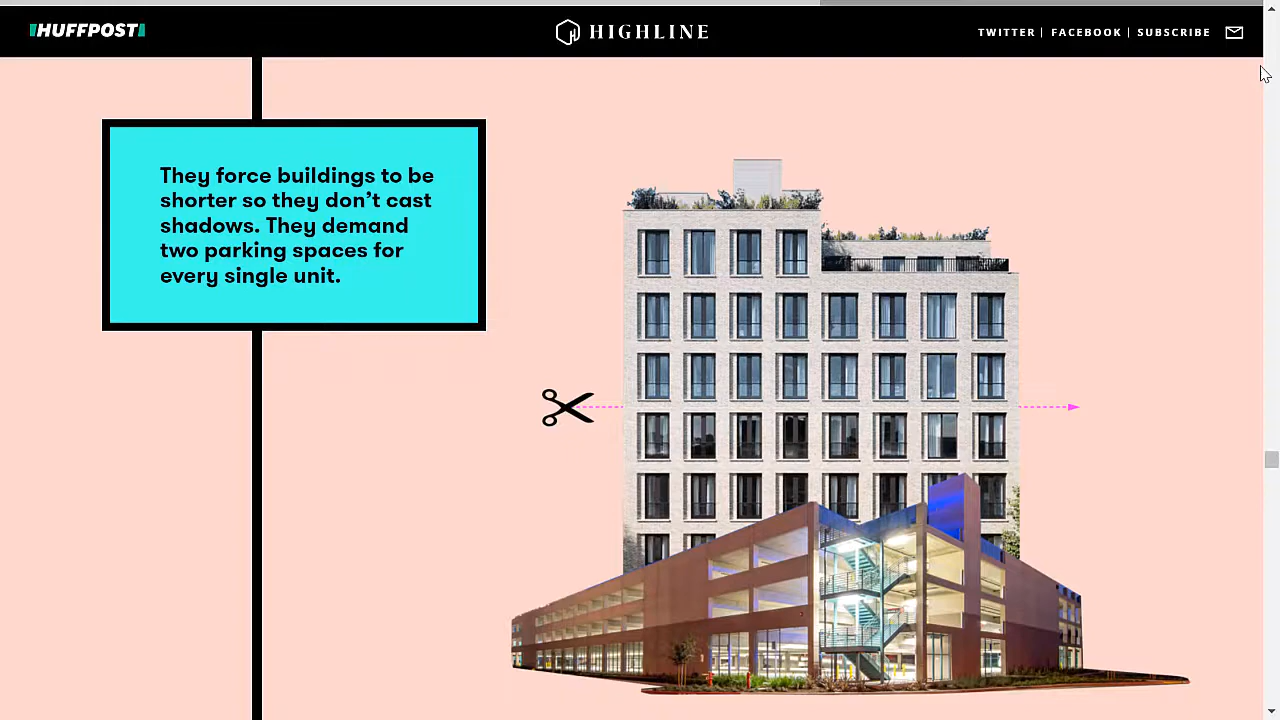 HUFFPOST
HIGHLINE
TWITTER | FACEBOOK | SUBSCRIBE
They force buildings to be
shorter so they don’t cast
shadows. They demand
two parking spaces for
every single unit.